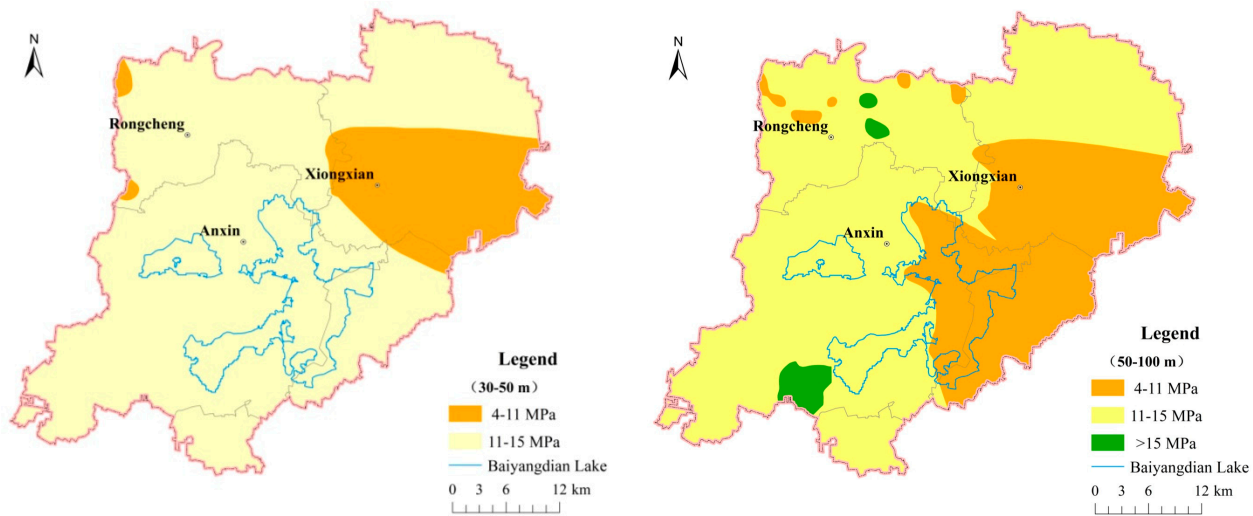 N
Rongcheng
Xiongxian
Anxin
Legend
（30-50 m）
4-11 MPa
11-15 MPa
Baiyangdian Lake
0 3 6 12 km
N
Rongcheng
Xiongxian
Anxin
Legend
（50-100 m）
4-11 MPa
11-15 MPa
>15 MPa
Baiyangdian Lake
0 3 6 12 km